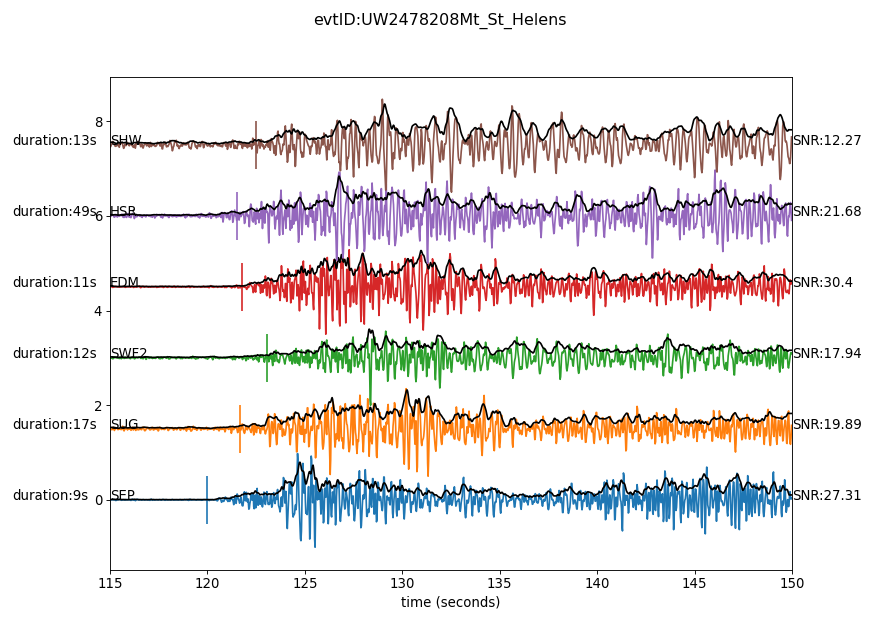 evtID:UW2478208Mt_St_Helens
8
duration:13s SHW SNR:12.27
duration:49s HSR SNR:21.68
6
duration:11s EDM SNR:30.4
4
duration:12s SWF2 SNR:17.94
2
duration:17s SUG SNR:19.89
duration:9s SEP SNR:27.31
0
115 120 125 130 135 140 145 150
time (seconds)